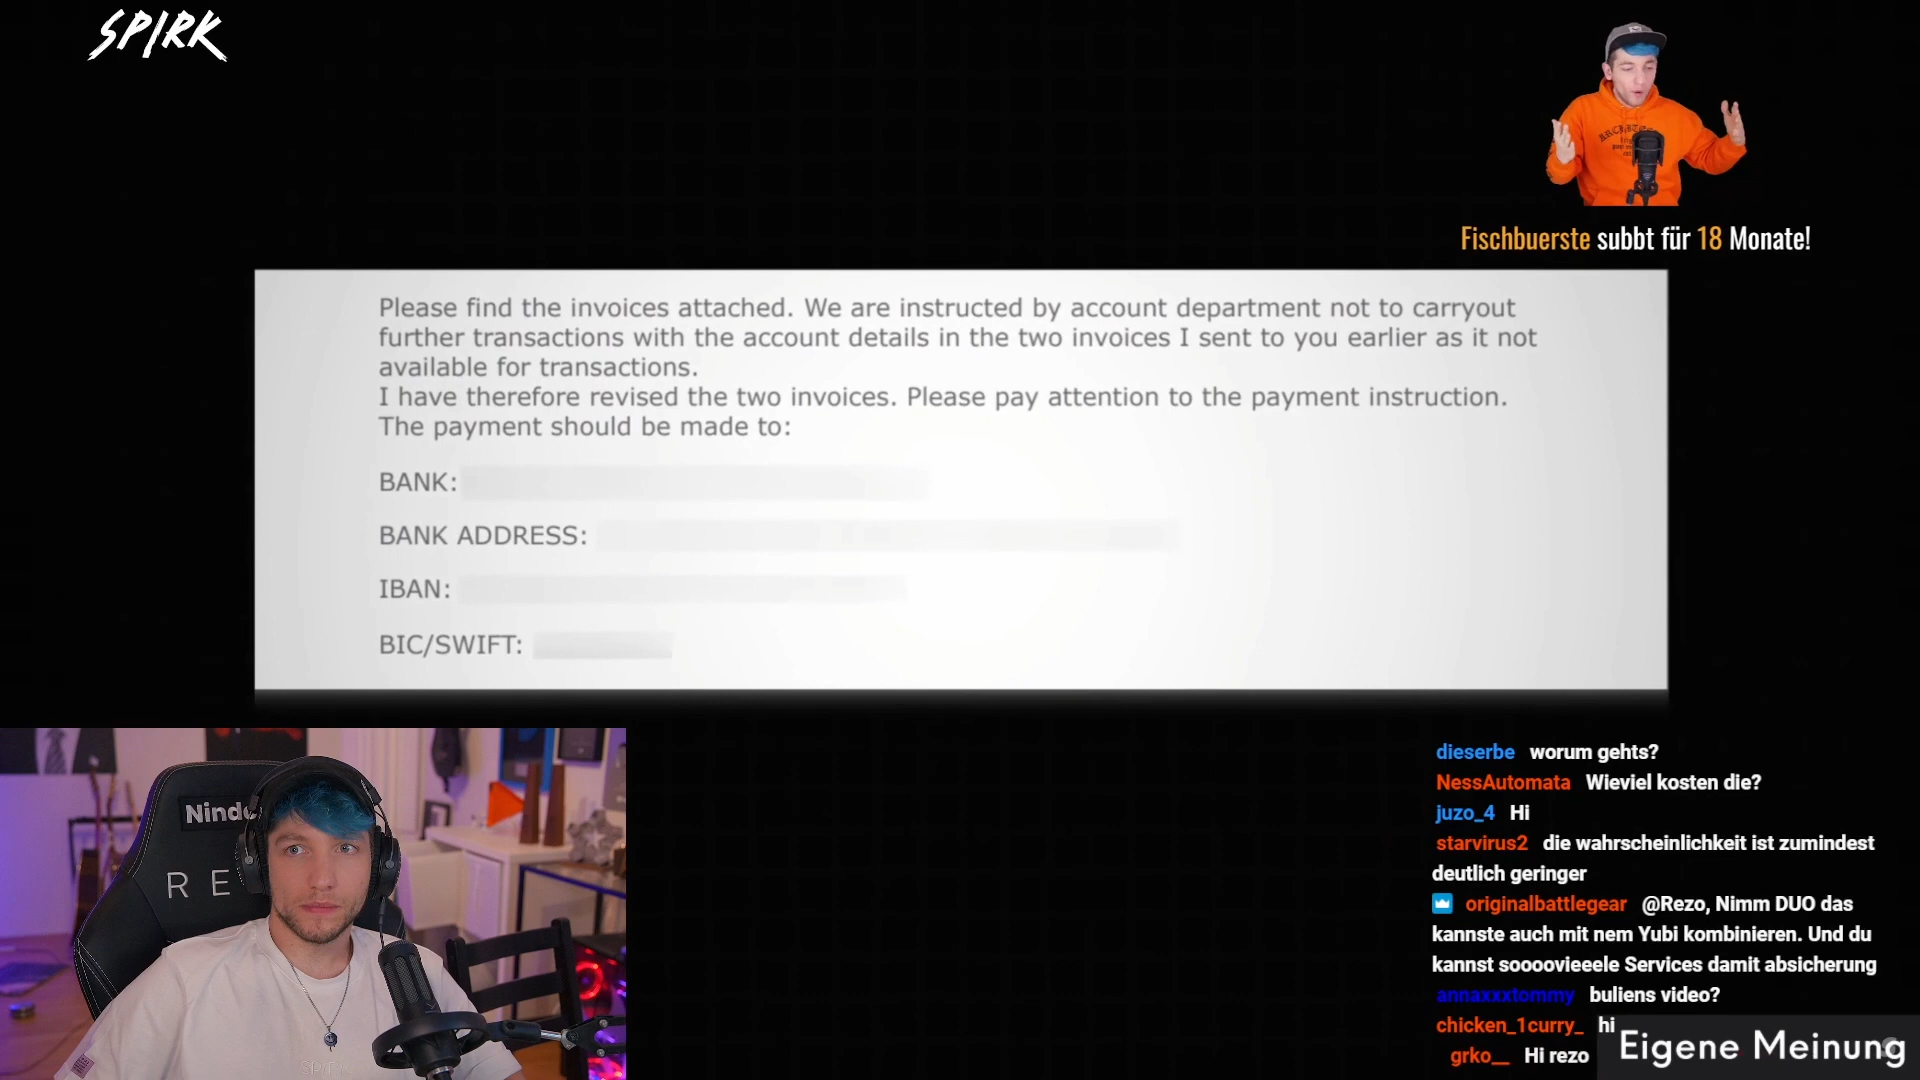 SPIRK
Fischbuerste subbt für 18 Monate!
Please find the invoices attached. We are instructed by account department not to carryout
further transactions with the account details in the two invoices I sent to you earlier as it not
available for transactions.
I have therefore revised the two invoices. Please pay attention to the payment instruction.
The payment should be made to:
BANK:
BANK ADDRESS:
IBAN:
BIC/SWIFT:
Ninde
R E
dieserbe worum gehts?
NessAutomata Wieviel kosten die?
juzo_4 Hi
starvirus2 die wahrscheinlichkeit ist zumindest
deutlich geringer
originalbattlegear @Rezo, Nimm DUO das
kannste auch mit nem Yubi kombinieren. Und du
kannst soooovieeele Services damit absicherung
annaxxxtommy buliens video?
chicken_1curry_ hi
grko__ Hi rezo
Eigene Meinung